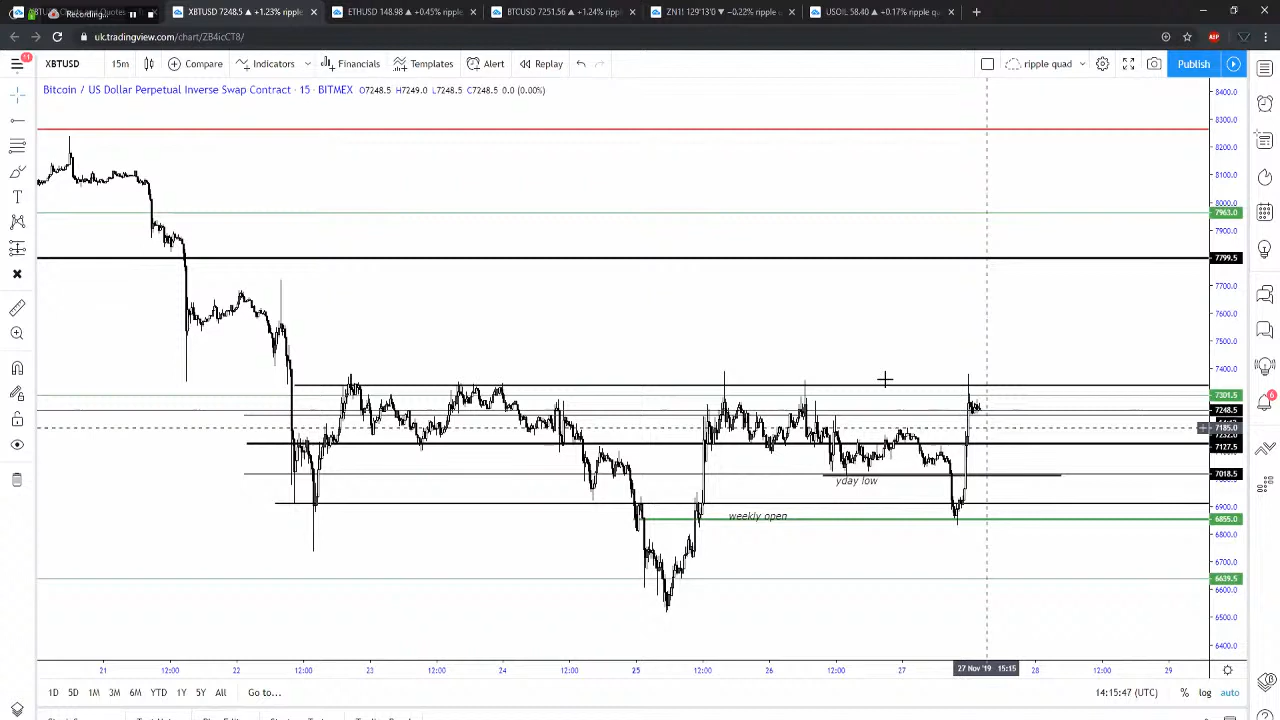 Recording...
XBTUSD 7248.5 ▲ +1.23% ripple
ETHUSD 148.98 ▲ +0.45% ripple q
BTCUSD 7251.56 ▲ +1.24% ripple
USOIL 58.40 ▲ +0.17% ripple qu
uk.tradingview.com/chart/ZB4icCT8/
ABP
11
XBTUSD
15m
Compare
Indicators
Financials
Templates
Alert
Replay
ripple quad
Publish
Bitcoin / US Dollar Perpetual Inverse Swap Contract · 15 · BITMEX O7248.5 H7249.0 L7248.5 C7248.5 0.0 (0.00%)
8400.0
8300.0
8200.0
8100.0
8000.0
7963.0
7900.0
7799.5
7700.0
7600.0
7500.0
7400.0
7301.5
7248.5
7185.0
7127.5
7018.5
6855.0
6800.0
6700.0
6639.5
6600.0
6500.0
6400.0
6
yday low
weekly open
21
12:00
22
12:00
23
12:00
24
12:00
25
12:00
26
12:00
27
27 Nov '19 15:15
28
12:00
29
1D 5D 1M 3M 6M YTD 1Y 5Y All Go to...
14:15:47 (UTC) % log auto